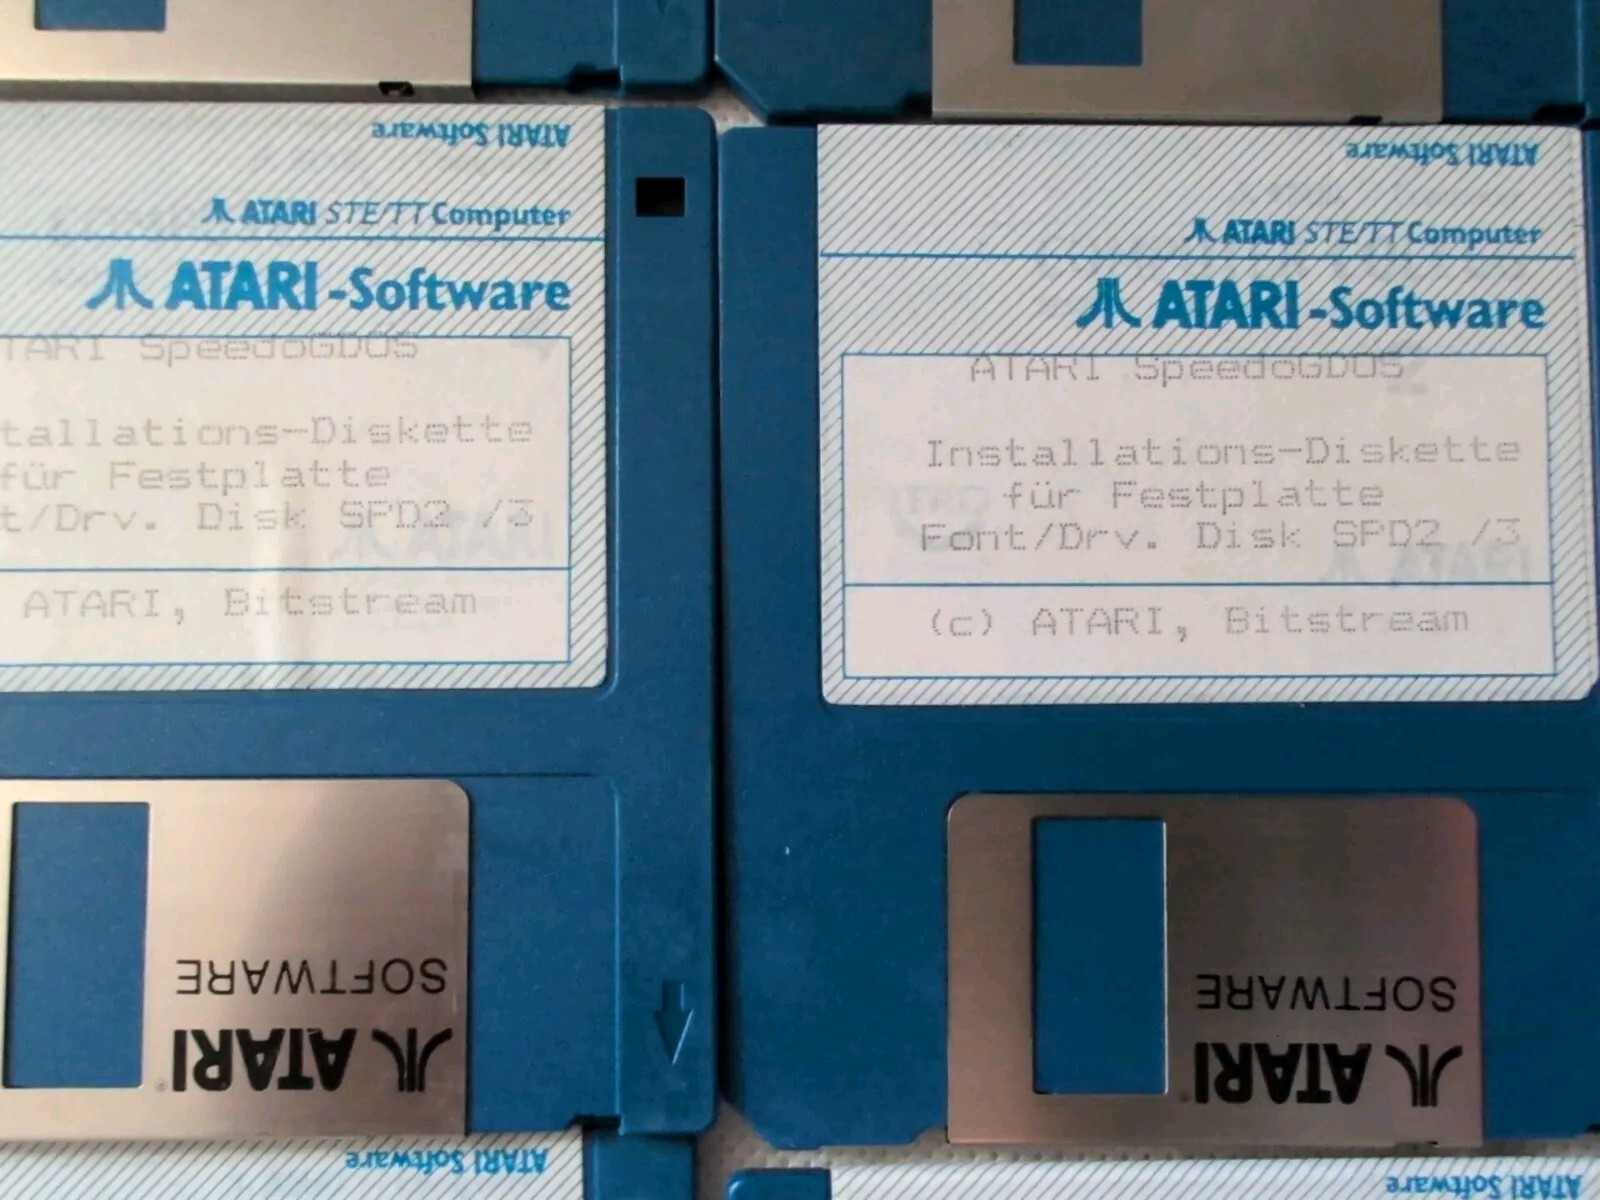 ATARI Software
ATARI STE/TT Computer
ATARI-Software
TARI SpeedoGDOS
tallations-Diskette
für Festplatte
t/Drv. Disk SPD2 /3
ATARI, Bitstream
SOFTWARE
ATARI
ATARI Software
ATARI STE/TT Computer
ATARI-Software
ATARI SpeedoGDOS
Installations-Diskette
für Festplatte
Font/Drv. Disk SPD2 /3
(c) ATARI, Bitstream
SOFTWARE
ATARI
ATARI Software
ATARI Software